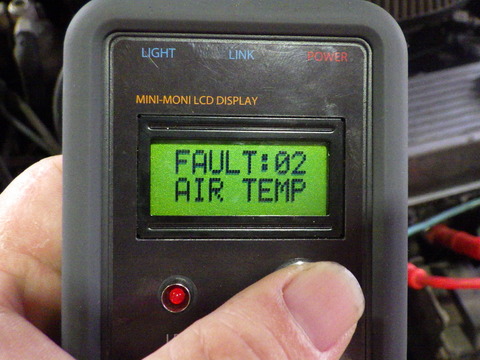 LIGHT LINK POWER
MINI-MONI LCD DISPLAY
FAULT:02
AIR TEMP